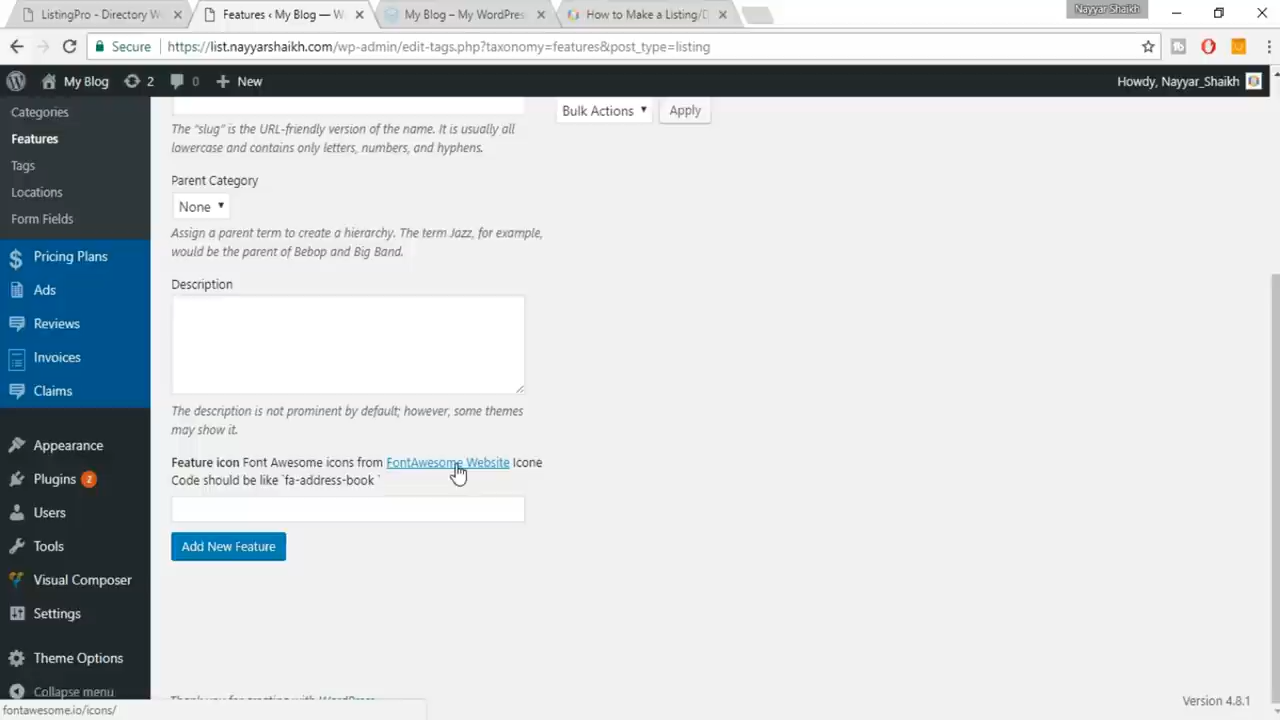 ListingPro - Directory W
Features ‹ My Blog — W
My Blog – My WordPres
How to Make a Listing/D
Nayyar Shaikh
Secure
https://list.nayyarshaikh.com/wp-admin/edit-tags.php?taxonomy=features&post_type=listing
My Blog
2
0
New
Howdy, Nayyar_Shaikh
Categories
Features
Tags
Locations
Form Fields
Pricing Plans
Ads
Reviews
Invoices
Claims
Appearance
Plugins 2
Users
Tools
Visual Composer
Settings
Theme Options
Collapse menu
Bulk Actions
Apply
The “slug” is the URL-friendly version of the name. It is usually all
lowercase and contains only letters, numbers, and hyphens.
Parent Category
None
Assign a parent term to create a hierarchy. The term Jazz, for example,
would be the parent of Bebop and Big Band.
Description
The description is not prominent by default; however, some themes
may show it.
Feature icon Font Awesome icons from FontAwesome Website Icone
Code should be like `fa-address-book `
Add New Feature
Version 4.8.1
fontawesome.io/icons/